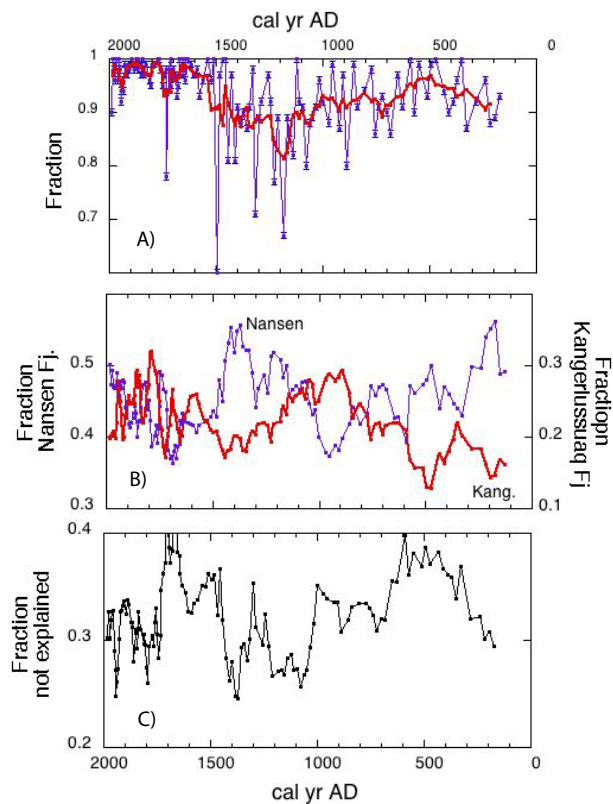 cal yr AD
2000 1500 1000 500 0
1
0.9
0.8
0.7
Fraction
A)
0.5
0.4
0.3
Fraction
Nansen Fj.
Nansen
Kang.
B)
0.3
0.2
0.1
Fractiopn
Kangerlussuaq Fj
0.4
0.3
0.2
Fraction
not explained
C)
2000 1500 1000 500 0
cal yr AD